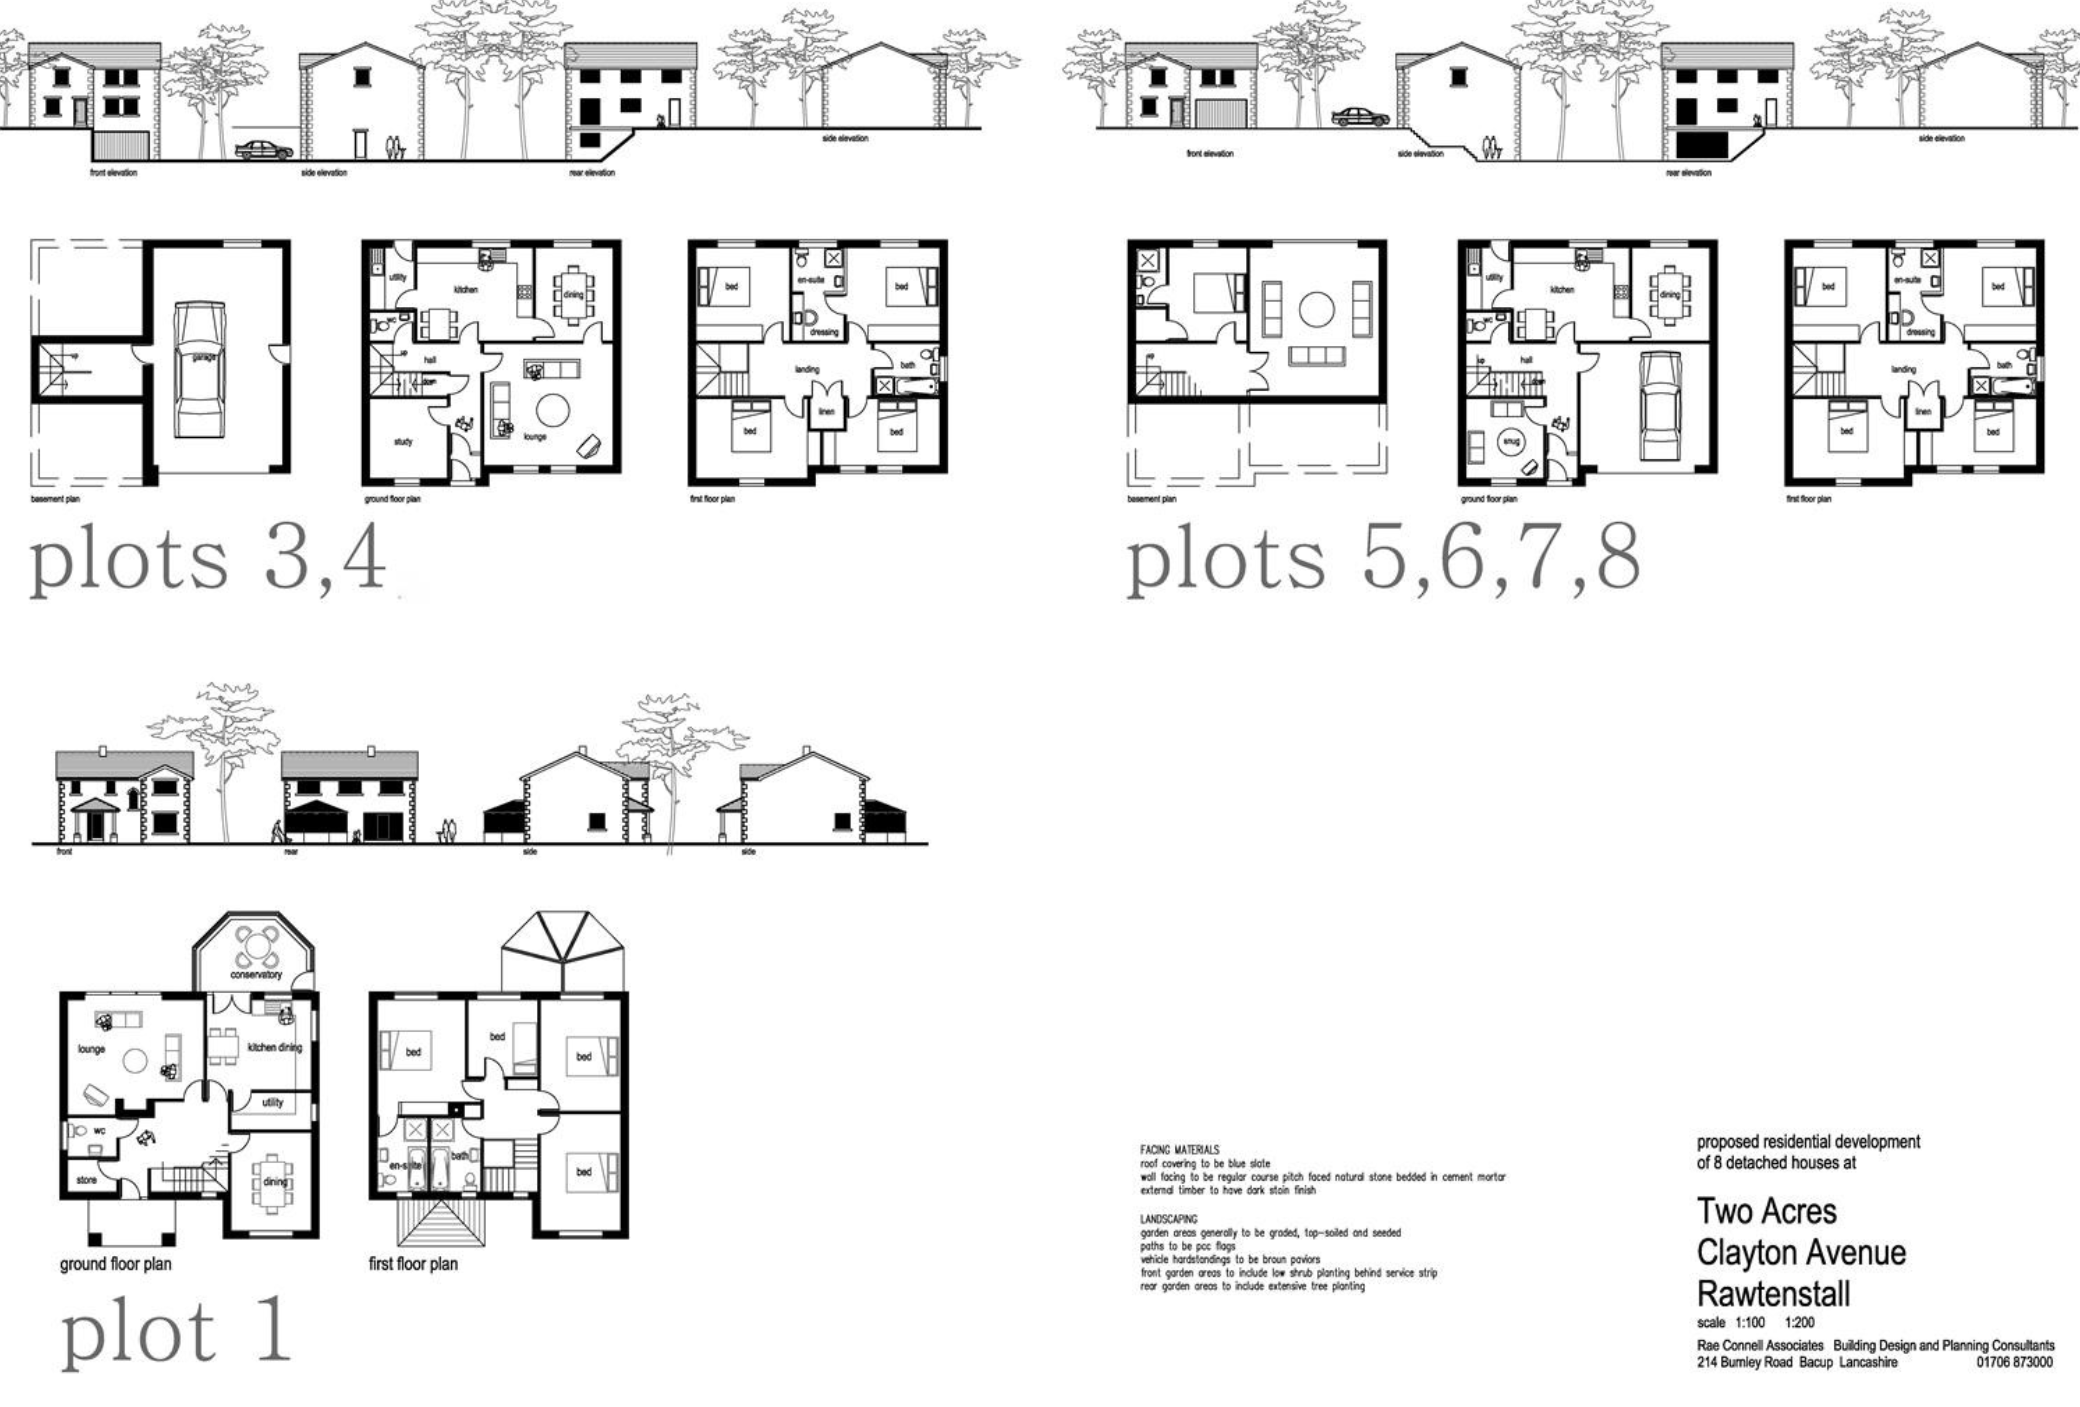 front elevation
side elevation
rear elevation
side elevation
garage
up
basement plan
utility
kitchen
dining
wc
up
hall
down
study
lounge
ground floor plan
bed
en-suite
bed
dressing
landing
bath
linen
bed
bed
first floor plan
plots 3,4
front elevation
side elevation
rear elevation
side elevation
up
basement plan
utility
kitchen
dining
wc
up
hall
down
snug
ground floor plan
bed
en-suite
bed
dressing
landing
bath
linen
bed
bed
first floor plan
plots 5,6,7,8
front
rear
side
side
conservatory
lounge
kitchen dining
utility
wc
store
dining
ground floor plan
bed
bed
bed
en-suite
bath
bed
first floor plan
plot 1
FACING MATERIALS
roof covering to be blue slate
wall facing to be regular course pitch faced natural stone bedded in cement mortar
external timber to have dark stain finish
LANDSCAPING
garden areas generally to be graded, top-soiled and seeded
paths to be pcc flags
vehicle hardstandings to be broun paviors
front garden areas to include low shrub planting behind service strip
rear garden areas to include extensive tree planting
proposed residential development
of 8 detached houses at
Two Acres
Clayton Avenue
Rawtenstall
scale 1:100 1:200
Rae Connell Associates Building Design and Planning Consultants
214 Burnley Road Bacup Lancashire 01706 873000